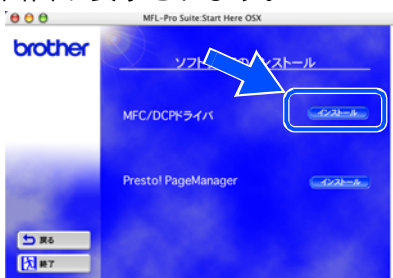 MFL-Pro Suite:Start Here OSX
brother
ソフトウェアのインストール
MFC/DCPドライバ
インストール
Presto! PageManager
インストール
戻る
終了